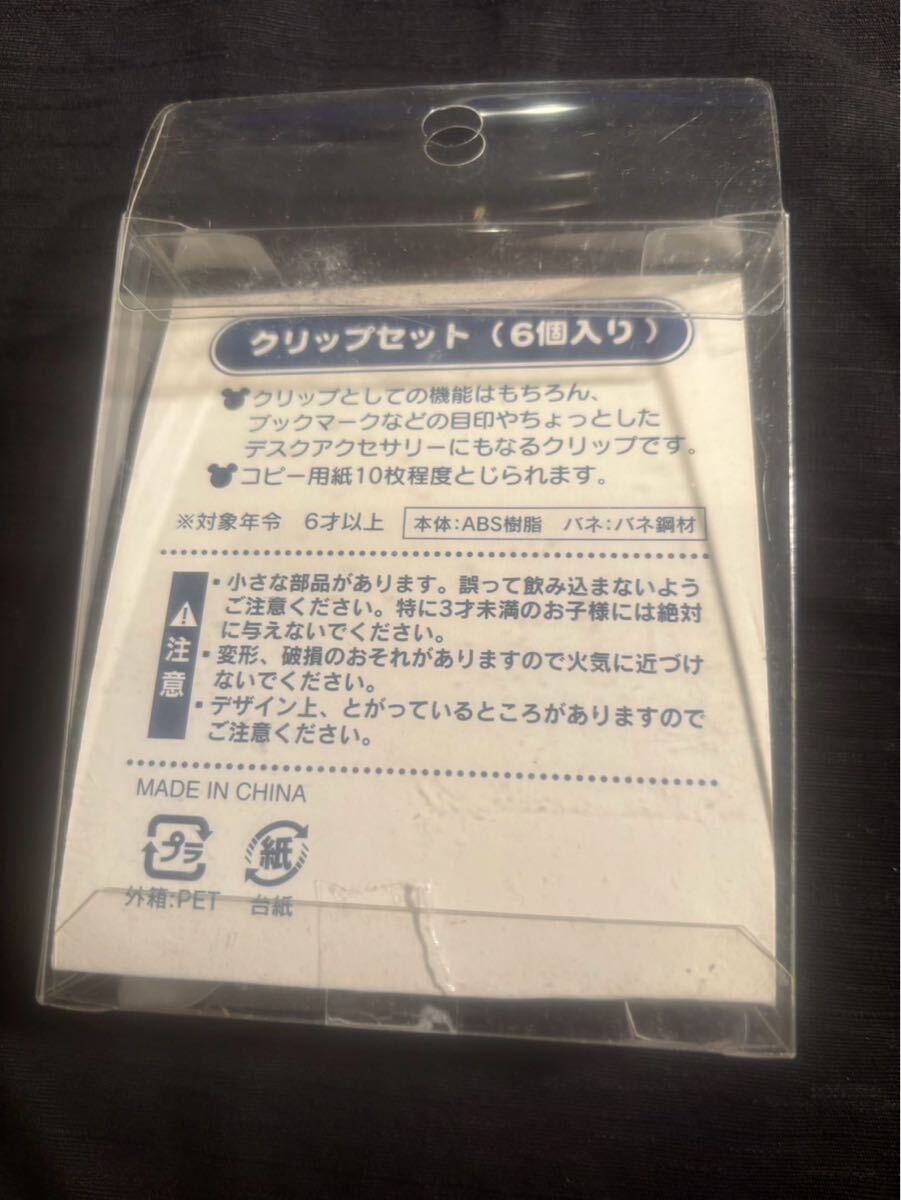 クリップセット（6個入り）
クリップとしての機能はもちろん、
ブックマークなどの目印やちょっとした
デスクアクセサリーにもなるクリップです。
コピー用紙10枚程度とじられます。
※対象年令 6才以上 本体:ABS樹脂 バネ:バネ鋼材
注意
・小さな部品があります。誤って飲み込まないよう
ご注意ください。特に3才未満のお子様には絶対
に与えないでください。
・変形、破損のおそれがありますので火気に近づけ
ないでください。
・デザイン上、とがっているところがありますので
ご注意ください。
MADE IN CHINA
プラ 紙
外箱:PET 台紙